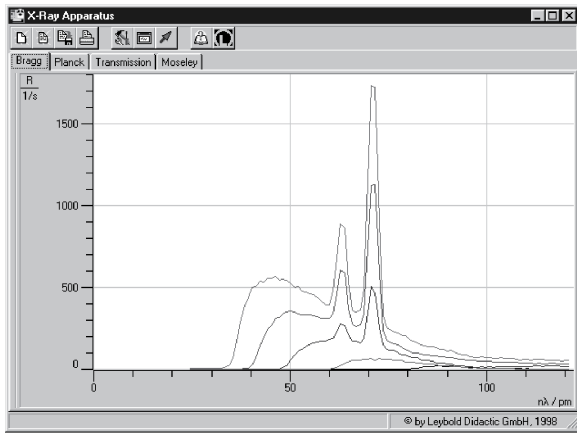 X-Ray Apparatus
Bragg Planck Transmission Moseley
R
1/s
1500
1000
500
0
0 50 100
nλ / pm
© by Leybold Didactic GmbH, 1998